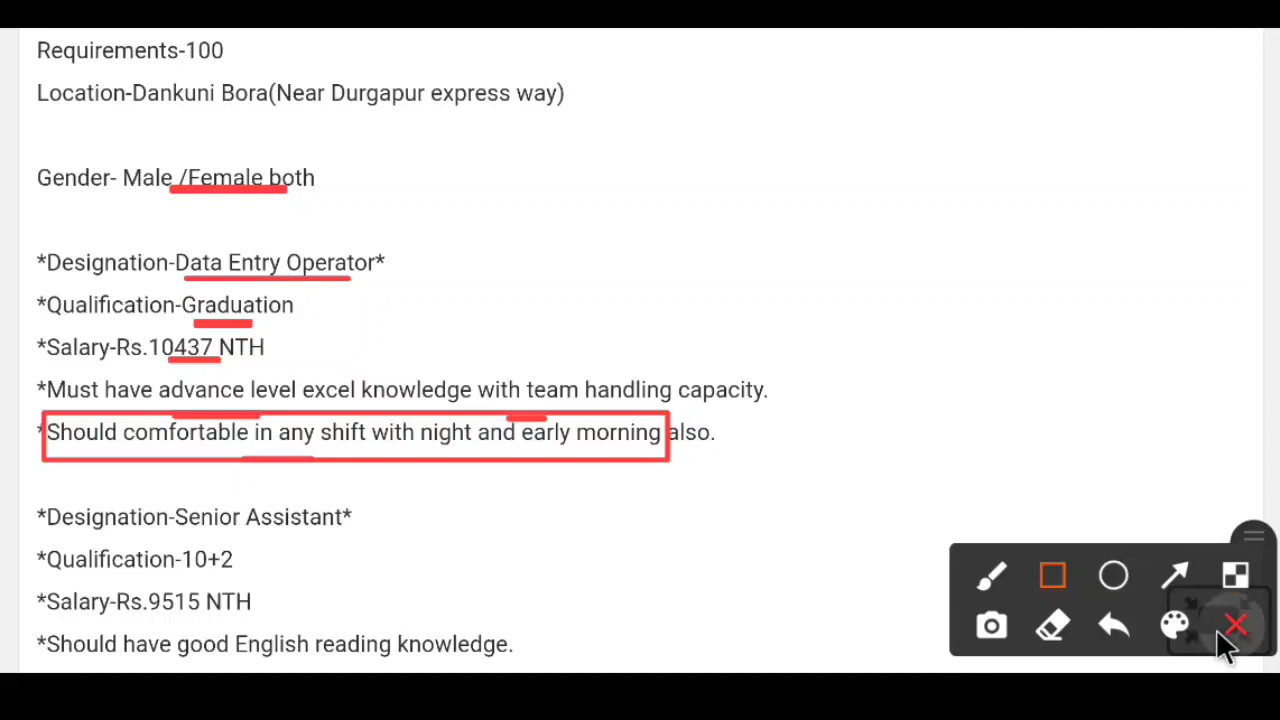 Requirements-100
Location-Dankuni Bora(Near Durgapur express way)
Gender- Male /Female both
*Designation-Data Entry Operator*
*Qualification-Graduation
*Salary-Rs.10437 NTH
*Must have advance level excel knowledge with team handling capacity.
*Should comfortable in any shift with night and early morning also.
*Designation-Senior Assistant*
*Qualification-10+2
*Salary-Rs.9515 NTH
*Should have good English reading knowledge.